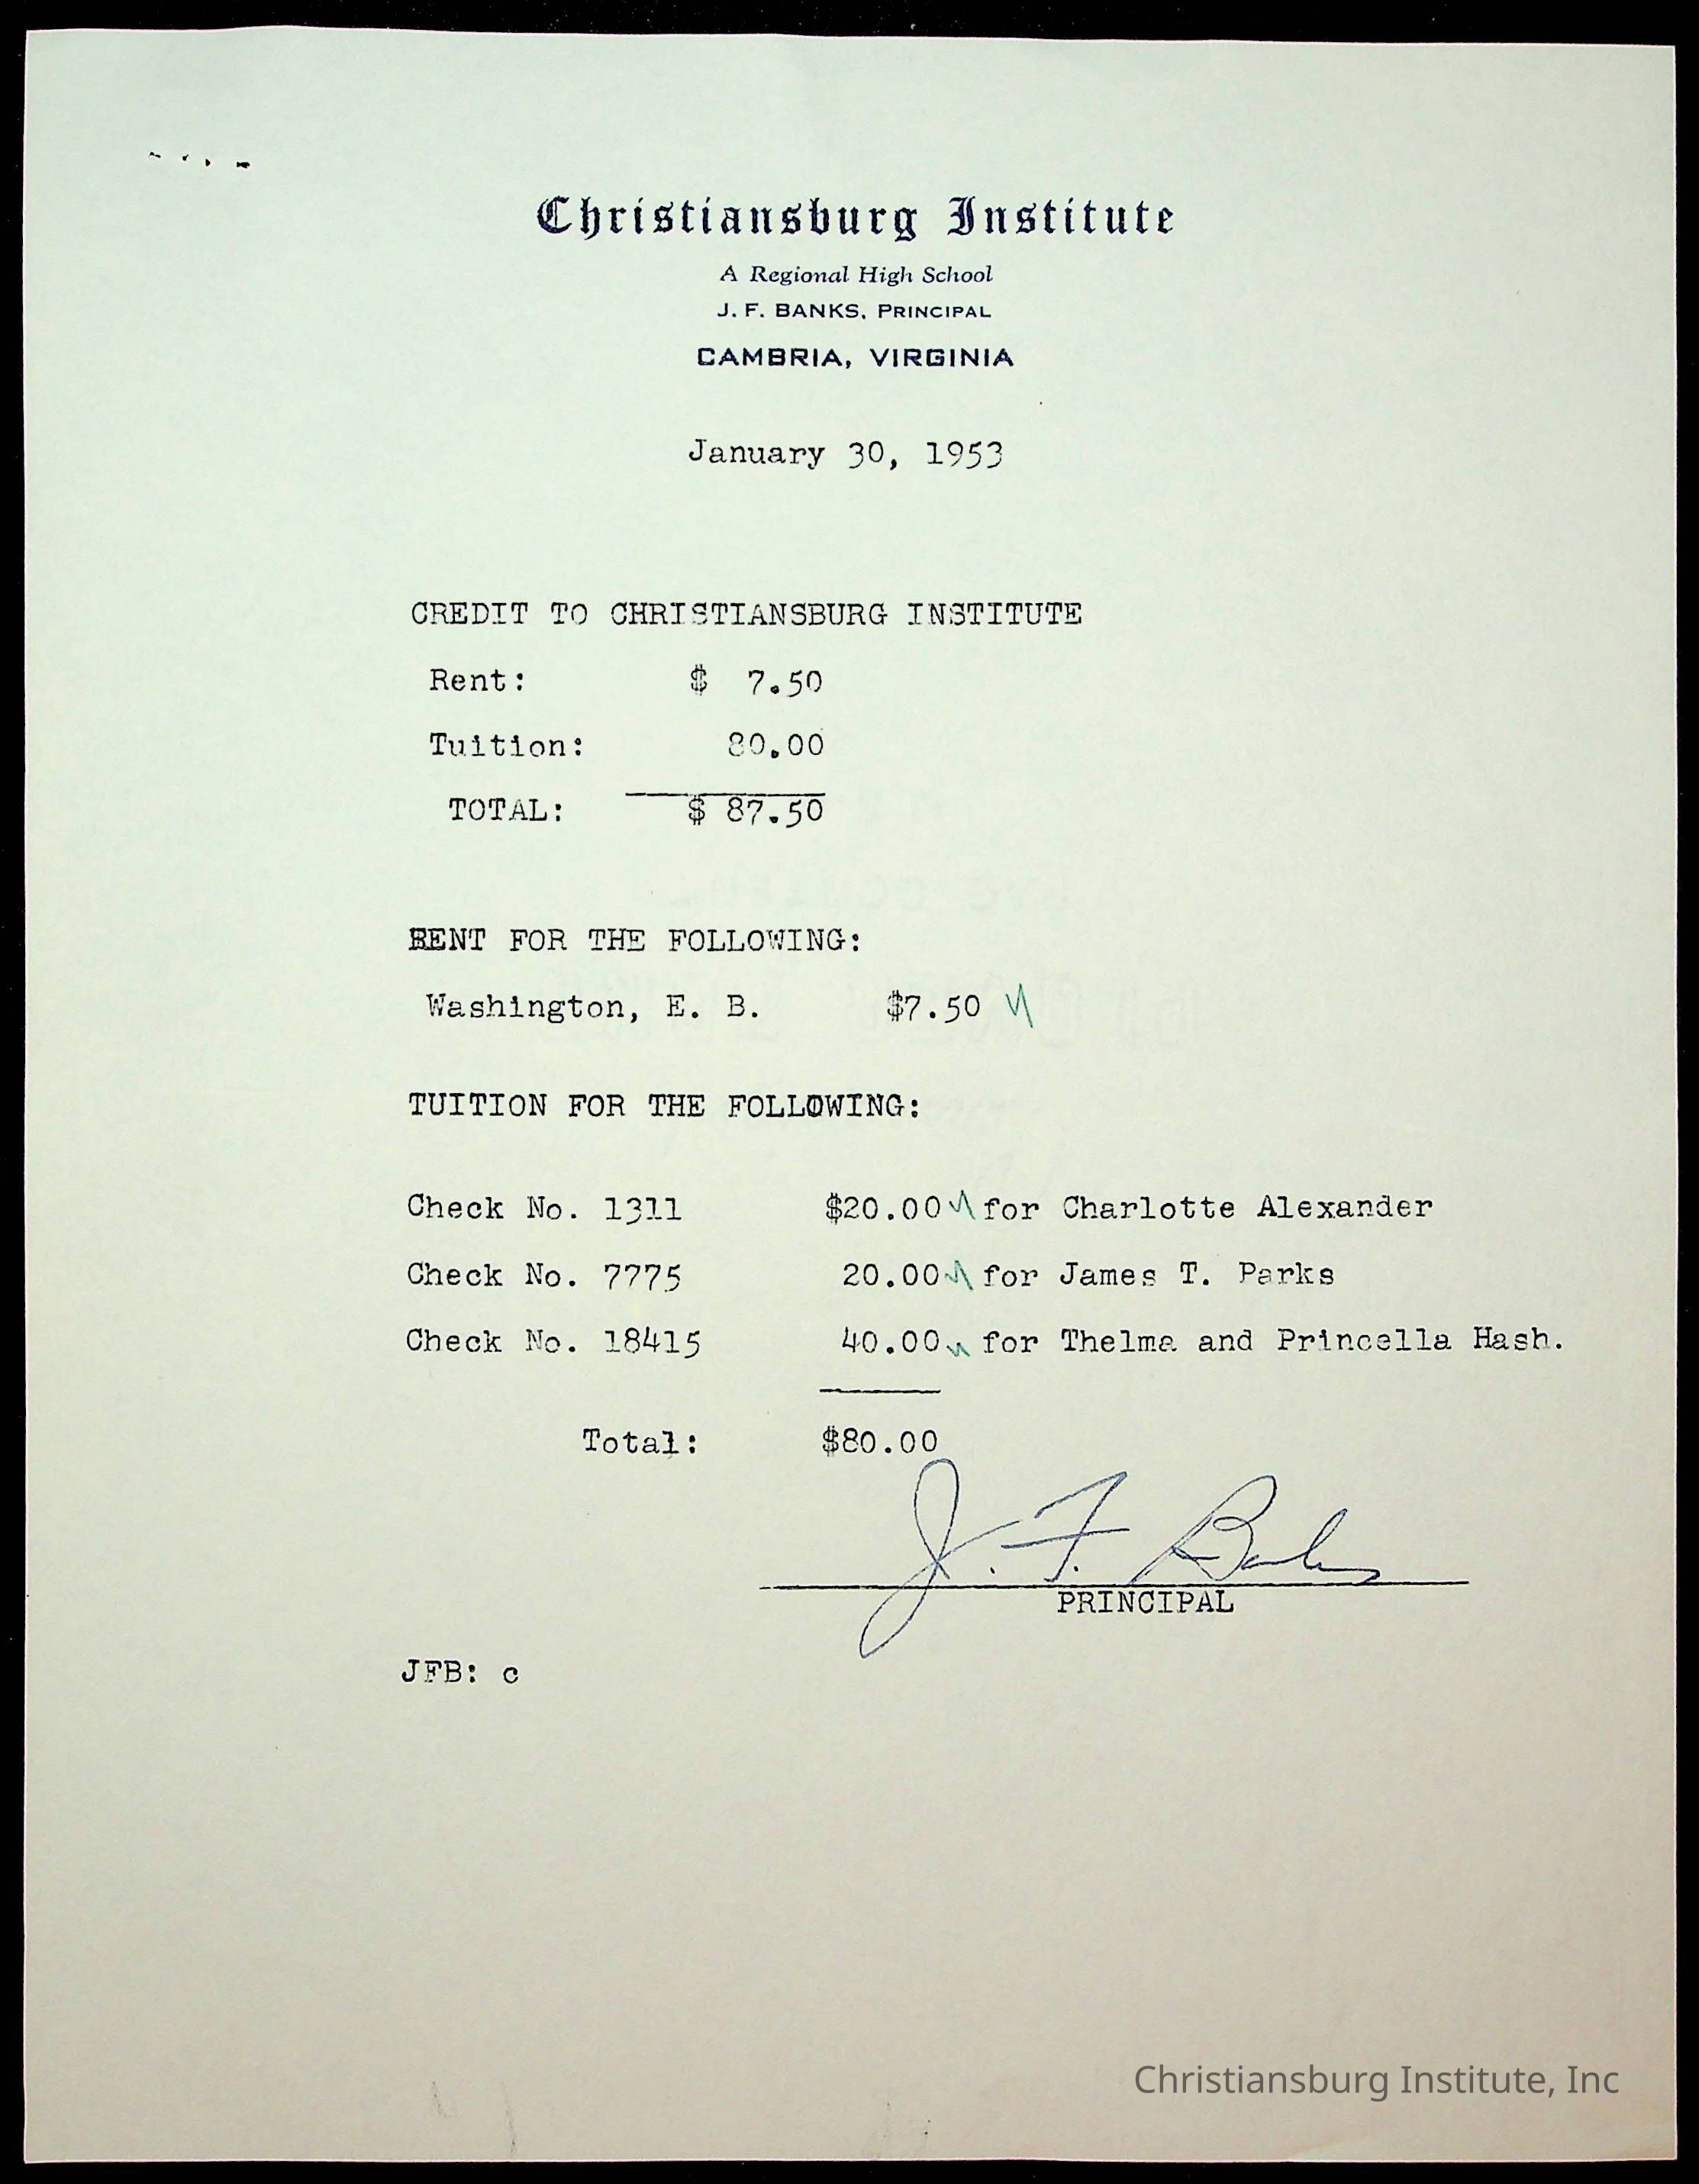 Christiansburg Institute
A Regional High School
J. F. BANKS, PRINCIPAL
CAMBRIA, VIRGINIA
January 30, 1953
CREDIT TO CHRISTIANSBURG INSTITUTE
Rent: $ 7.50
Tuition: 80.00
TOTAL: $ 87.50
RENT FOR THE FOLLOWING:
Washington, E. B. $7.50
TUITION FOR THE FOLLOWING:
Check No. 1311 $20.00 for Charlotte Alexander
Check No. 7775 20.00 for James T. Parks
Check No. 18415 40.00 for Thelma and Princella Hash.
Total: $80.00
J. F. Banks
PRINCIPAL
JFB: c
Christiansburg Institute, Inc